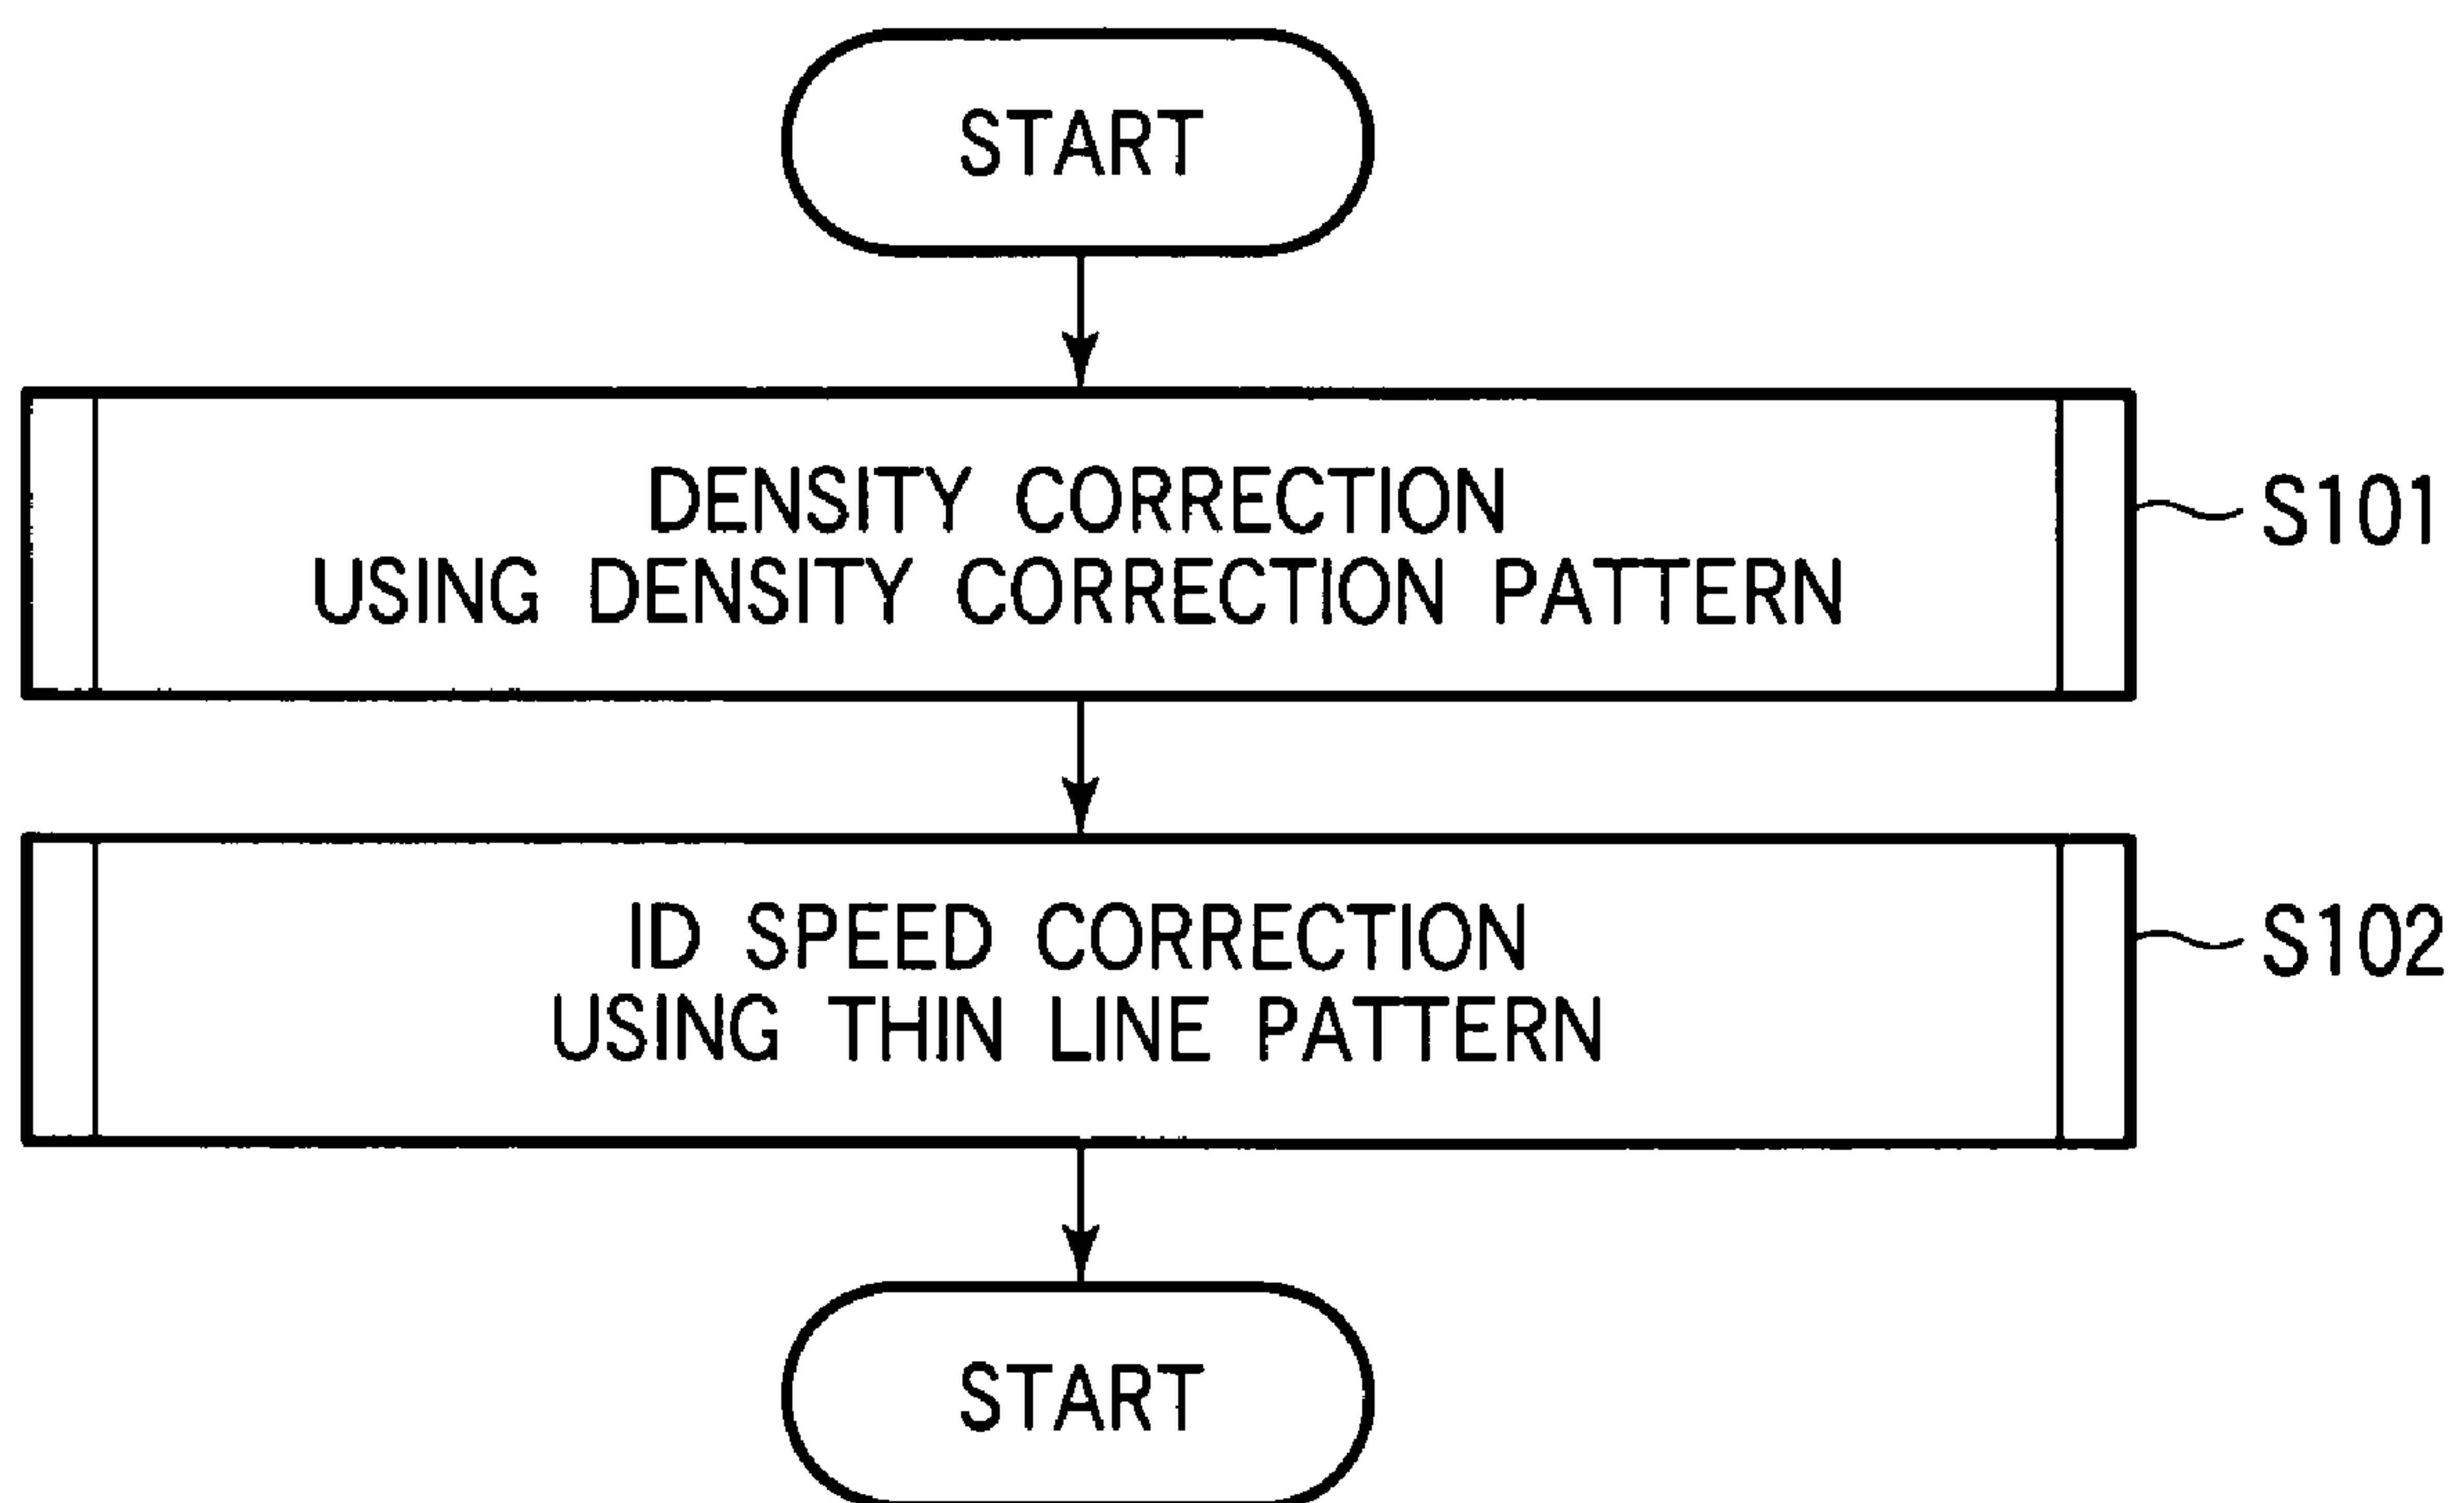 START
DENSITY CORRECTION
USING DENSITY CORRECTION PATTERN
S101
ID SPEED CORRECTION
USING THIN LINE PATTERN
S102
START